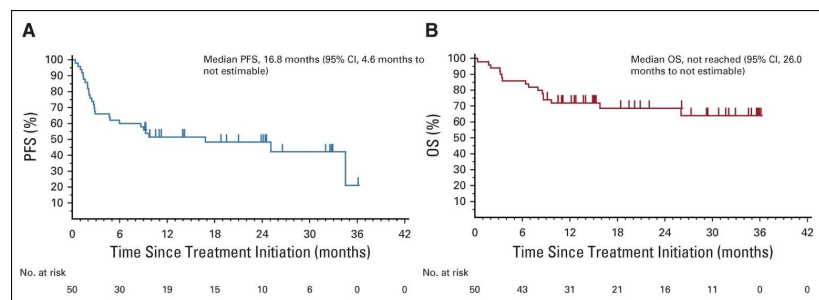 A
Median PFS, 16.8 months (95% CI, 4.6 months to
not estimable)
100
90
80
70
60
50
40
30
20
10
PFS (%)
0 6 12 18 24 30 36 42
Time Since Treatment Initiation (months)
No. at risk
50 30 19 15 10 6 0 0
B
Median OS, not reached (95% CI, 26.0
months to not estimable)
100
90
80
70
60
50
40
30
20
10
OS (%)
0 6 12 18 24 30 36 42
Time Since Treatment Initiation (months)
No. at risk
50 43 31 21 16 11 0 0